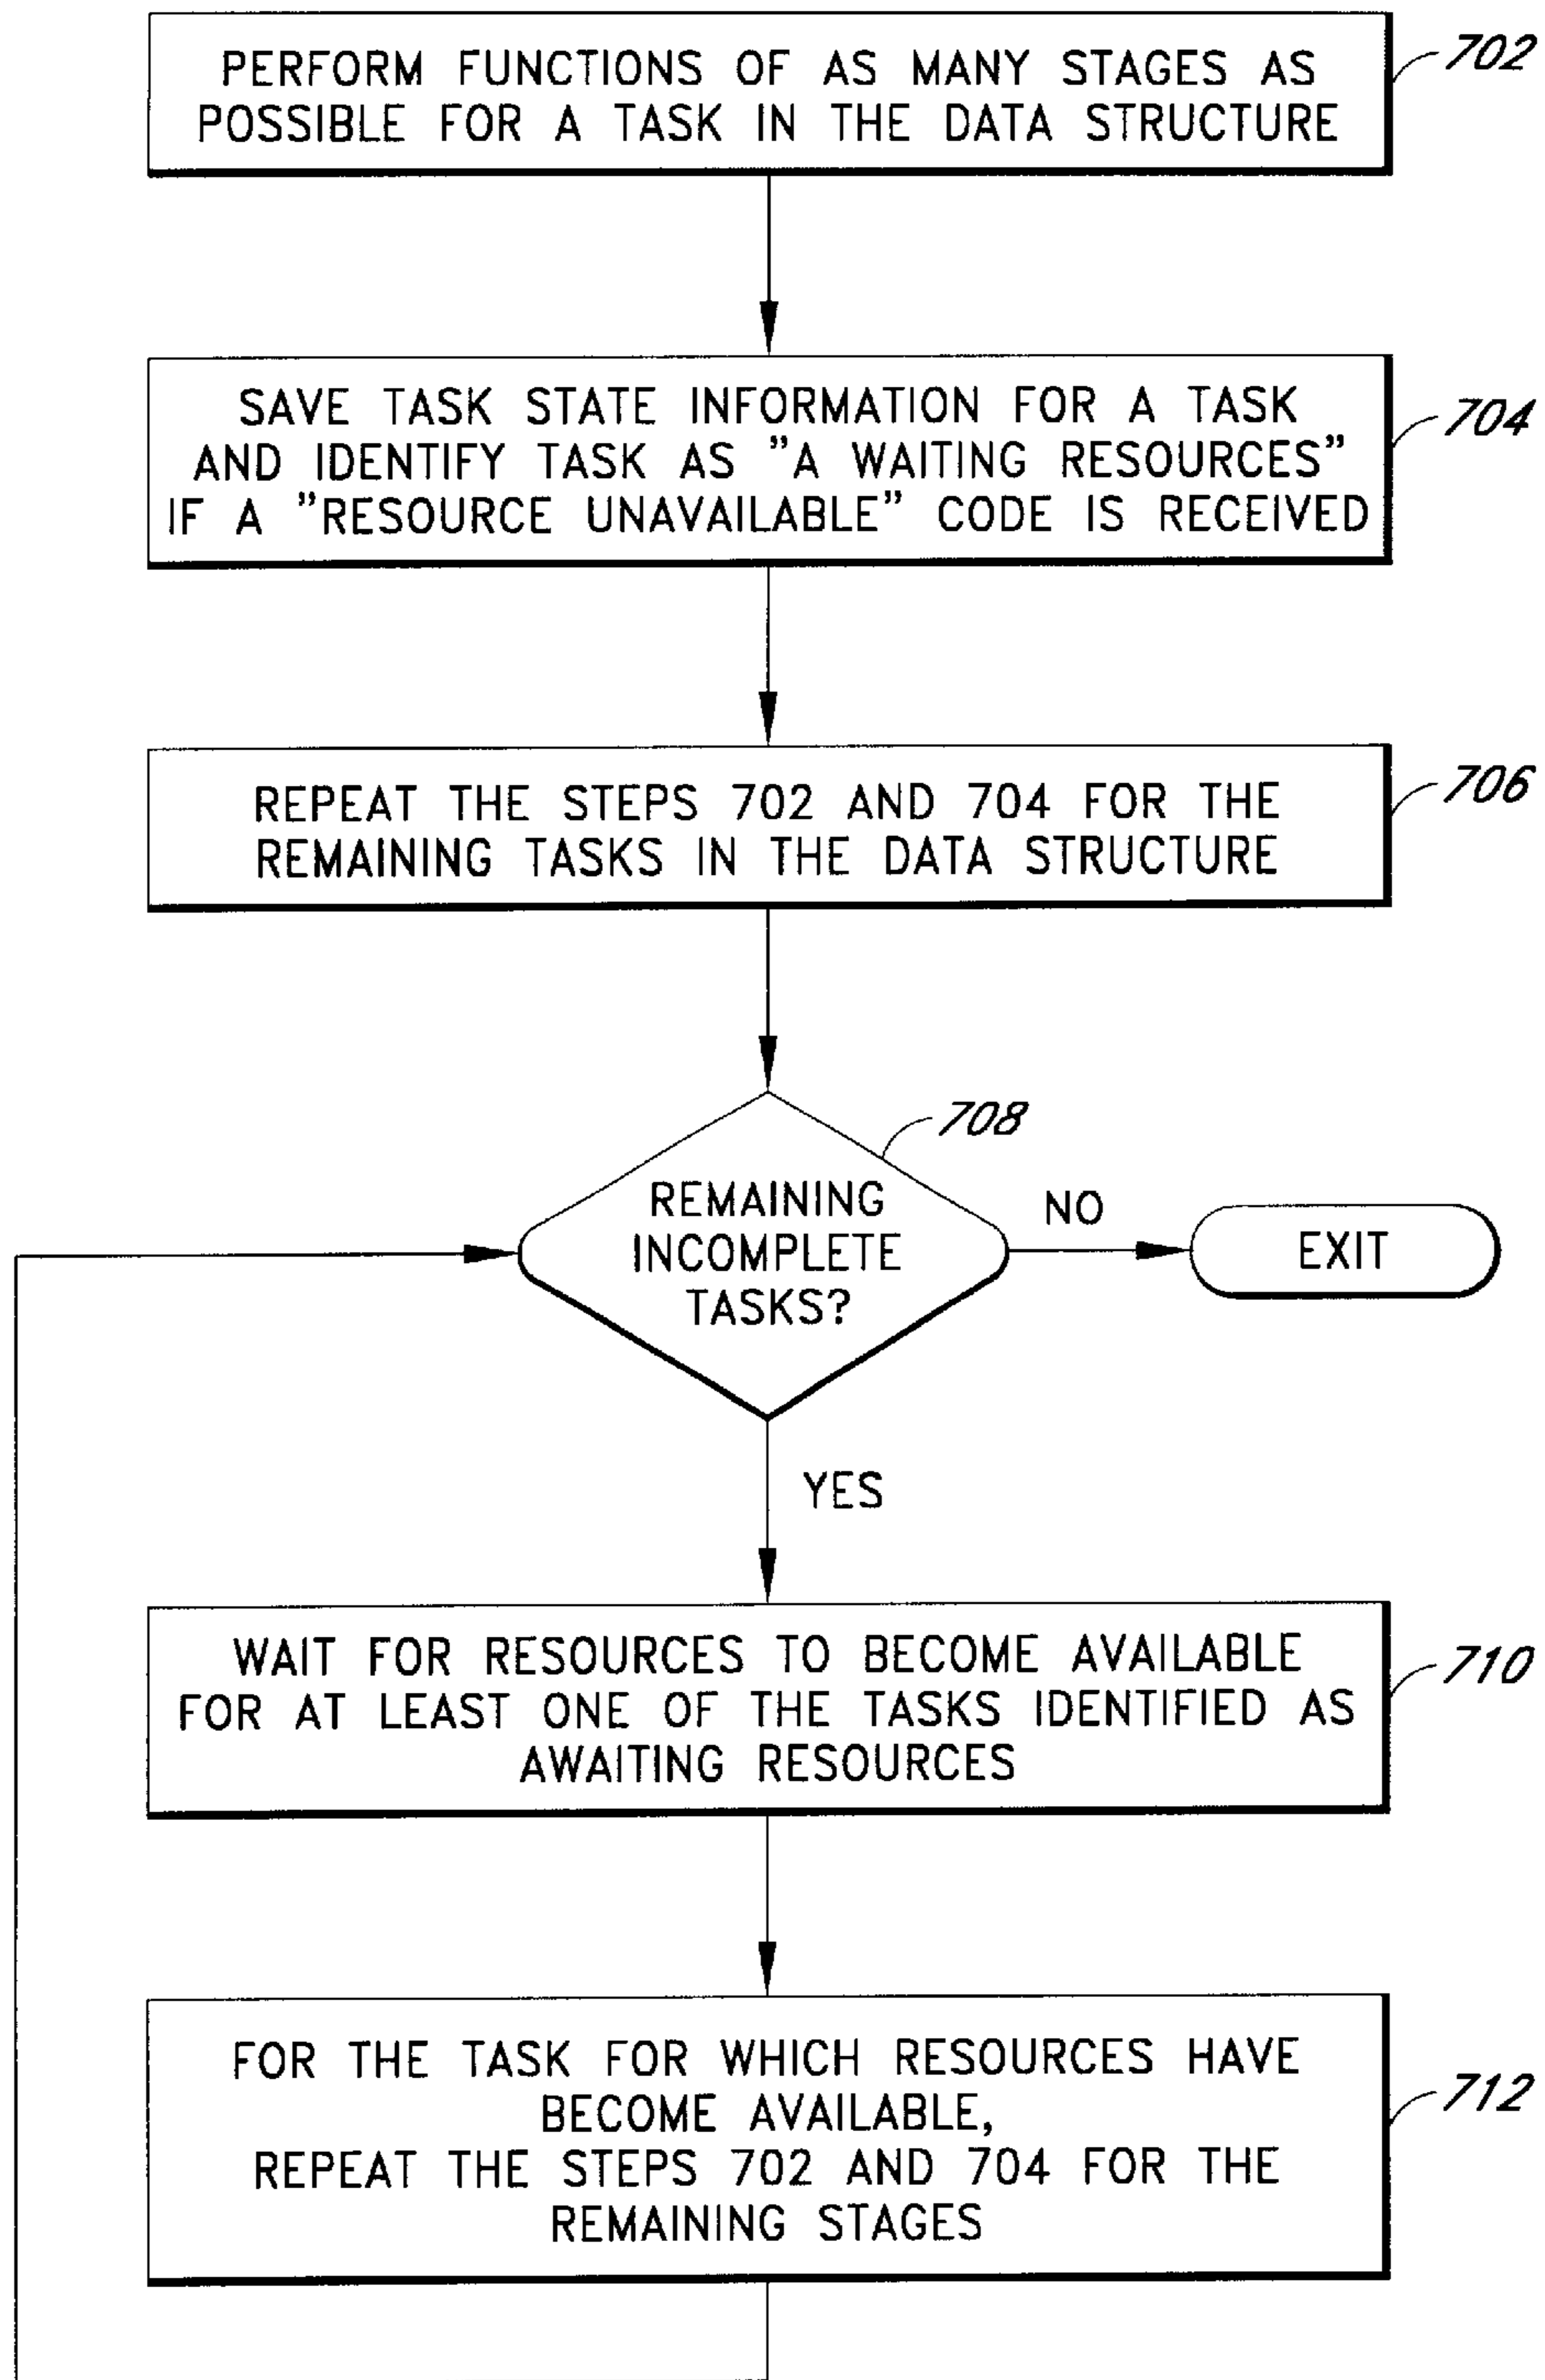 PERFORM FUNCTIONS OF AS MANY STAGES AS
POSSIBLE FOR A TASK IN THE DATA STRUCTURE
702
SAVE TASK STATE INFORMATION FOR A TASK
AND IDENTIFY TASK AS "A WAITING RESOURCES"
IF A "RESOURCE UNAVAILABLE" CODE IS RECEIVED
704
REPEAT THE STEPS 702 AND 704 FOR THE
REMAINING TASKS IN THE DATA STRUCTURE
706
708
REMAINING
INCOMPLETE
TASKS?
NO
EXIT
YES
WAIT FOR RESOURCES TO BECOME AVAILABLE
FOR AT LEAST ONE OF THE TASKS IDENTIFIED AS
AWAITING RESOURCES
710
FOR THE TASK FOR WHICH RESOURCES HAVE
BECOME AVAILABLE,
REPEAT THE STEPS 702 AND 704 FOR THE
REMAINING STAGES
712